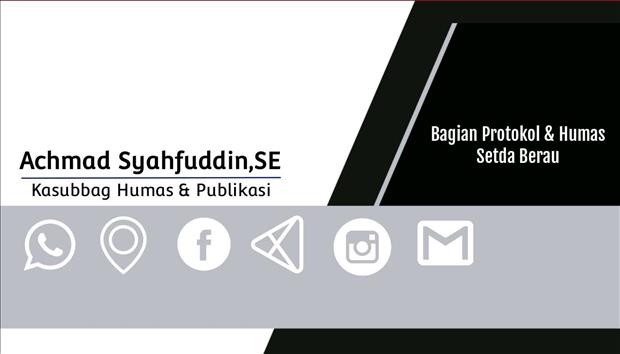 Achmad Syahfuddin,SE
Kasubbag Humas & Publikasi
Bagian Protokol & Humas
Setda Berau